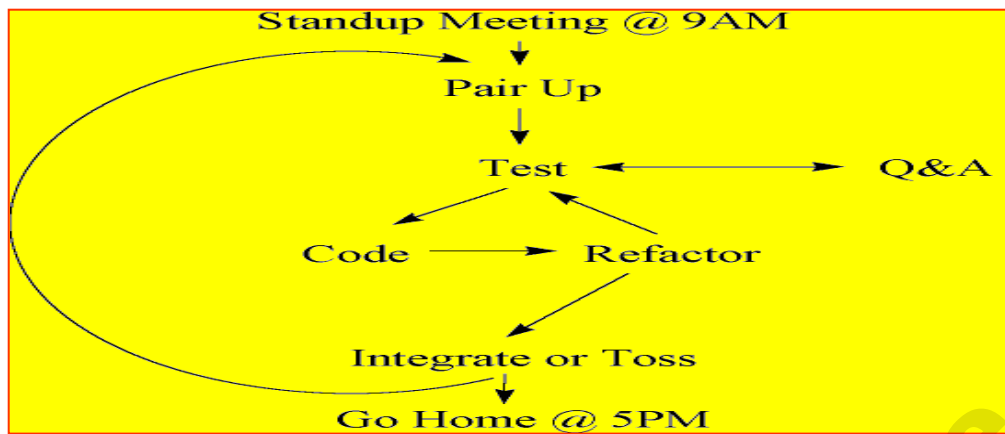 Standup Meeting @ 9AM
Pair Up
Test Q&A
Code Refactor
Integrate or Toss
Go Home @ 5PM